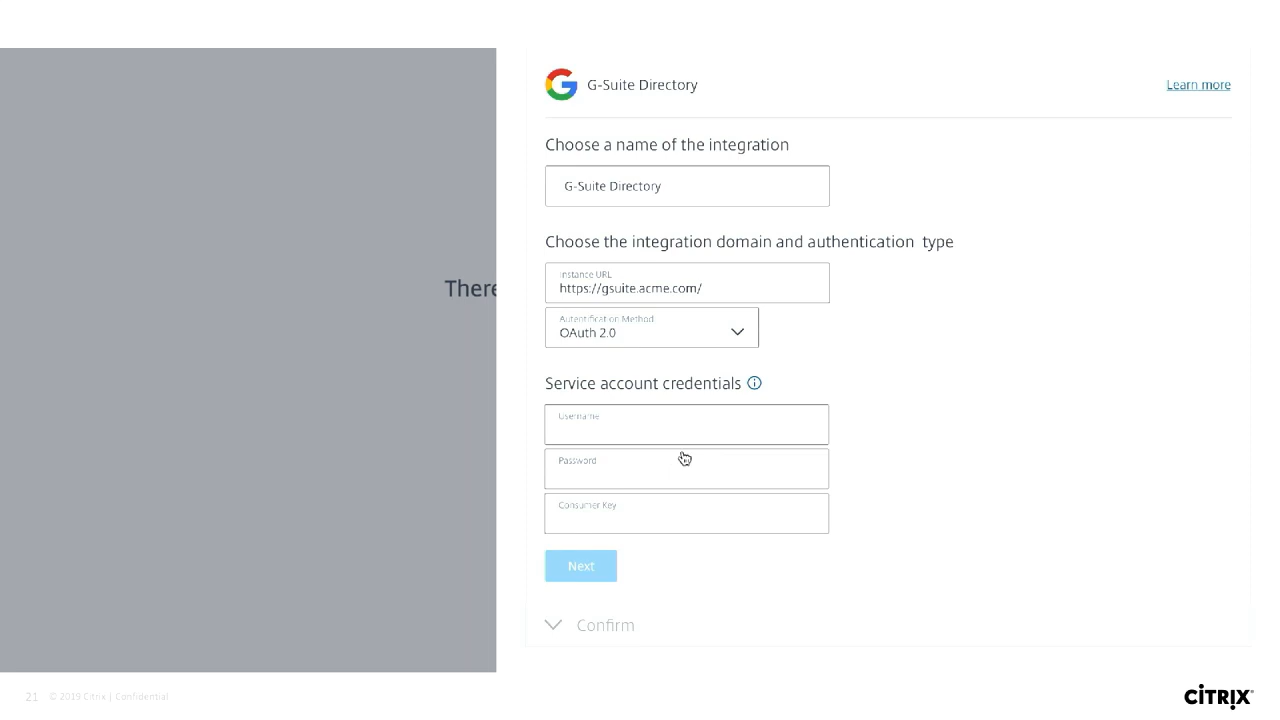 G-Suite Directory
Learn more
Choose a name of the integration
G-Suite Directory
Choose the integration domain and authentication type
Instance URL
https://gsuite.acme.com/
Autentification Method
OAuth 2.0
There
Service account credentials
Username
Password
Consumer Key
Next
Confirm
21 © 2019 Citrix | Confidential
CITRIX